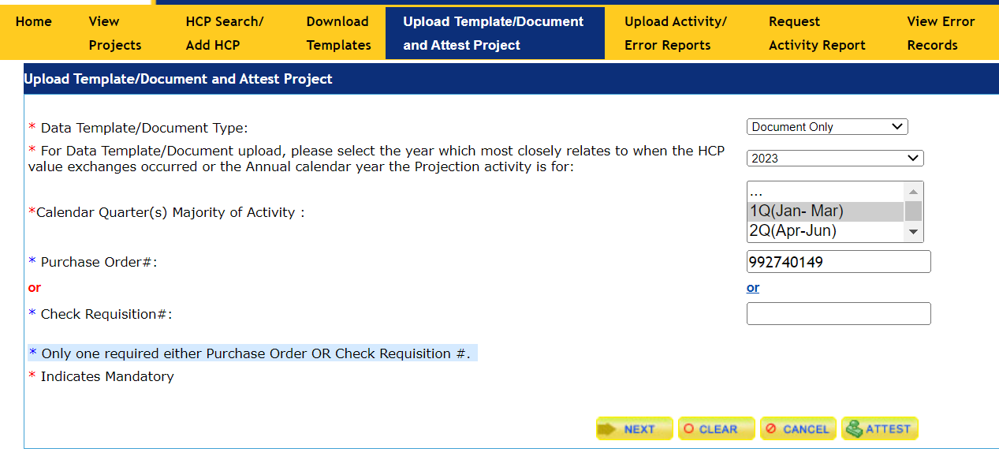 Home
View Projects
HCP Search/ Add HCP
Download Templates
Upload Template/Document and Attest Project
Upload Activity/ Error Reports
Request Activity Report
View Error Records
Upload Template/Document and Attest Project
* Data Template/Document Type:
Document Only
* For Data Template/Document upload, please select the year which most closely relates to when the HCP
value exchanges occurred or the Annual calendar year the Projection activity is for:
2023
*Calendar Quarter(s) Majority of Activity :
...
1Q(Jan- Mar)
2Q(Apr-Jun)
* Purchase Order#:
992740149
or
or
* Check Requisition#:
* Only one required either Purchase Order OR Check Requisition #.
* Indicates Mandatory
NEXT
CLEAR
CANCEL
ATTEST